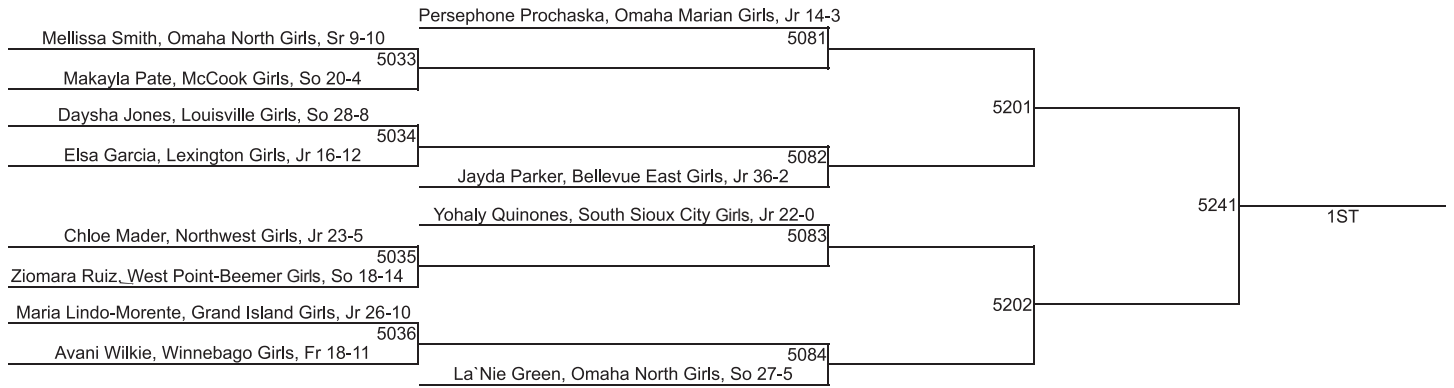 Persephone Prochaska, Omaha Marian Girls, Jr 14-3
Mellissa Smith, Omaha North Girls, Sr 9-10
5081
5033
Makayla Pate, McCook Girls, So 20-4
Daysha Jones, Louisville Girls, So 28-8
5201
5034
Elsa Garcia, Lexington Girls, Jr 16-12
5082
Jayda Parker, Bellevue East Girls, Jr 36-2
5241
1ST
Yohaly Quinones, South Sioux City Girls, Jr 22-0
Chloe Mader, Northwest Girls, Jr 23-5
5083
5035
Ziomara Ruiz, West Point-Beemer Girls, So 18-14
Maria Lindo-Morente, Grand Island Girls, Jr 26-10
5202
5036
Avani Wilkie, Winnebago Girls, Fr 18-11
5084
La`Nie Green, Omaha North Girls, So 27-5